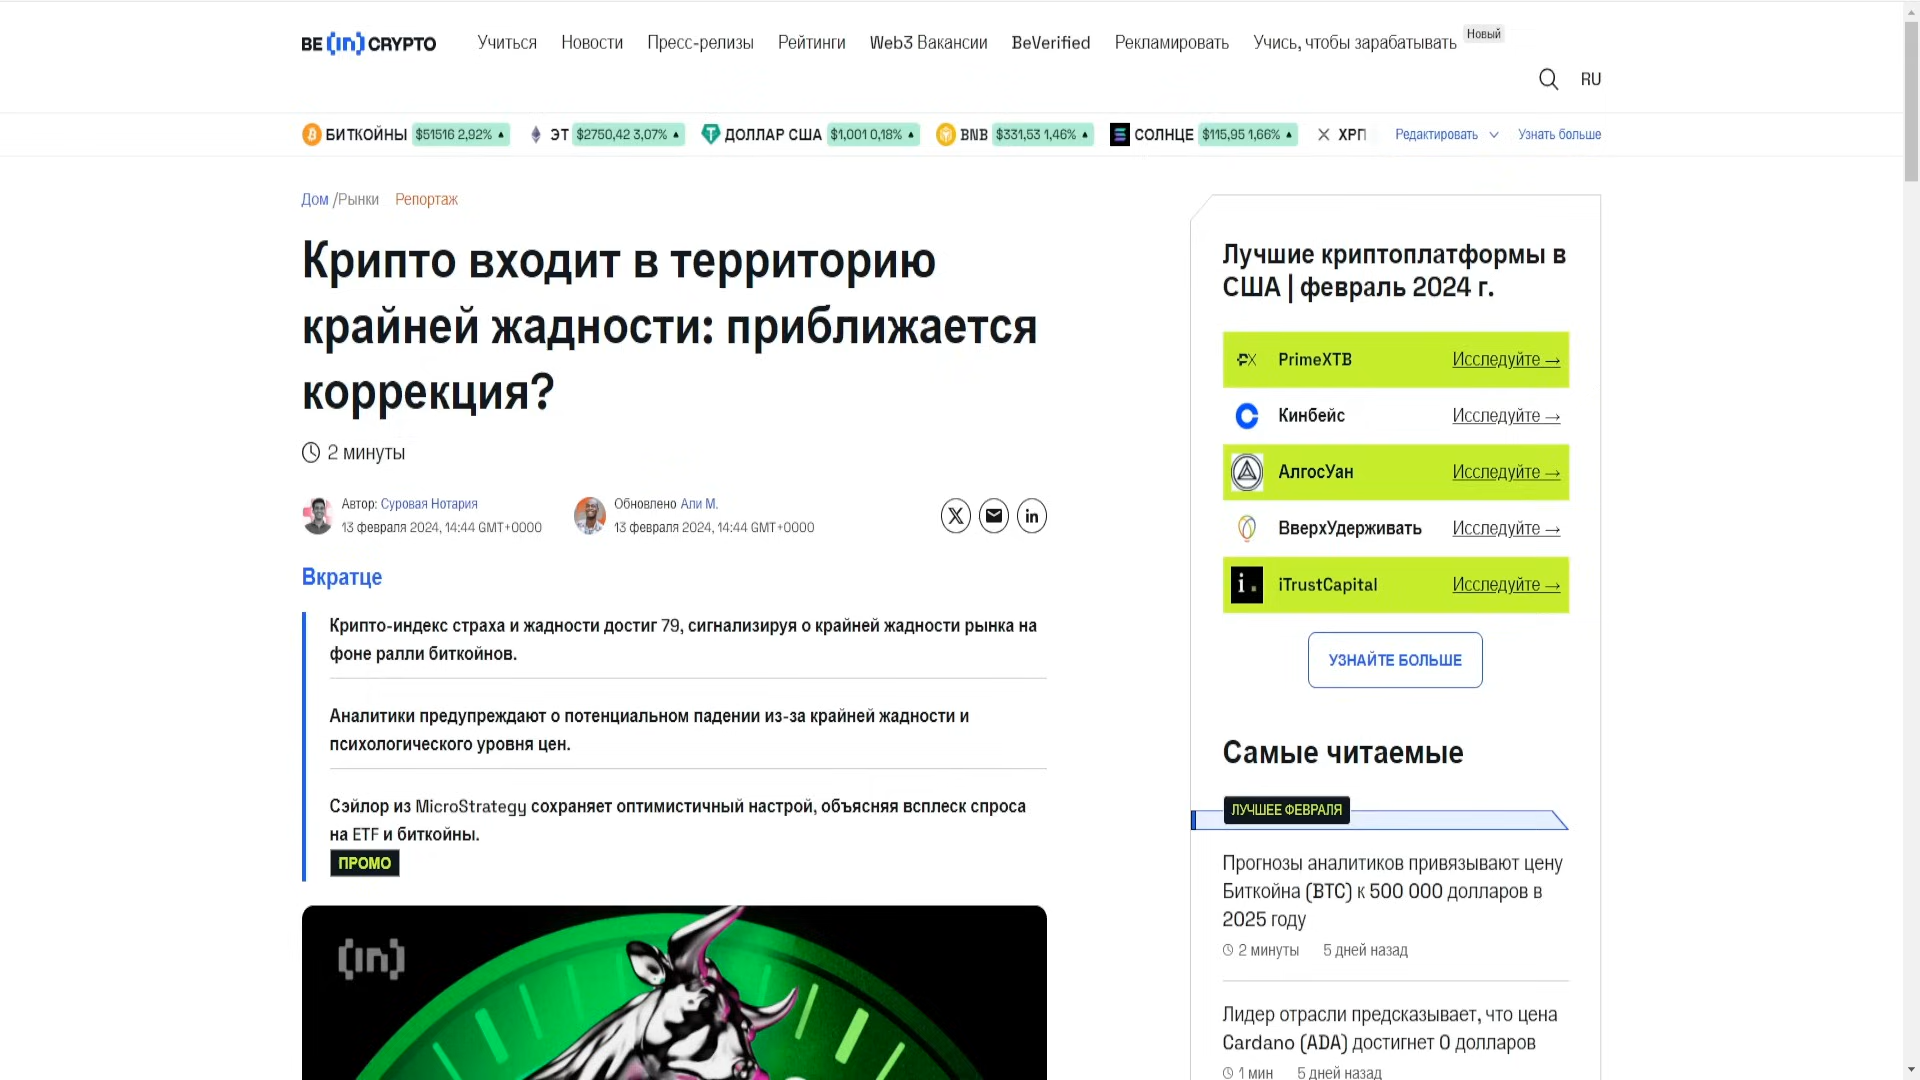 BE [in] CRYPTO
Учиться Новости Пресс-релизы Рейтинги Web3 Вакансии BeVerified Рекламировать Учись, чтобы зарабатывать Новый
RU
БИТКОЙНЫ $51516 2,92% ▲ ЭТ $2750,42 3,07% ▲ ДОЛЛАР США $1,001 0,18% ▲ BNB $331,53 1,46% ▲ СОЛНЦЕ $115,95 1,66% ▲ ХРП Редактировать Узнать больше
Дом /Рынки Репортаж
Крипто входит в территорию
крайней жадности: приближается
коррекция?
2 минуты
Автор: Суровая Нотария
13 февраля 2024, 14:44 GMT+0000
Обновлено Али М.
13 февраля 2024, 14:44 GMT+0000
Вкратце
Крипто-индекс страха и жадности достиг 79, сигнализируя о крайней жадности рынка на
фоне ралли биткойнов.
Аналитики предупреждают о потенциальном падении из-за крайней жадности и
психологического уровня цен.
Сэйлор из MicroStrategy сохраняет оптимистичный настрой, объясняя всплеск спроса
на ETF и биткойны.
ПРОМО
[in]
Лучшие криптоплатформы в
США | февраль 2024 г.
PrimeXTB Исследуйте →
Кинбейс Исследуйте →
АлгосУан Исследуйте →
ВверхУдерживать Исследуйте →
iTrustCapital Исследуйте →
УЗНАЙТЕ БОЛЬШЕ
Самые читаемые
ЛУЧШЕЕ ФЕВРАЛЯ
Прогнозы аналитиков привязывают цену
Биткойна (BTC) к 500 000 долларов в
2025 году
2 минуты 5 дней назад
Лидер отрасли предсказывает, что цена
Cardano (ADA) достигнет 0 долларов
1 мин 5 дней назад